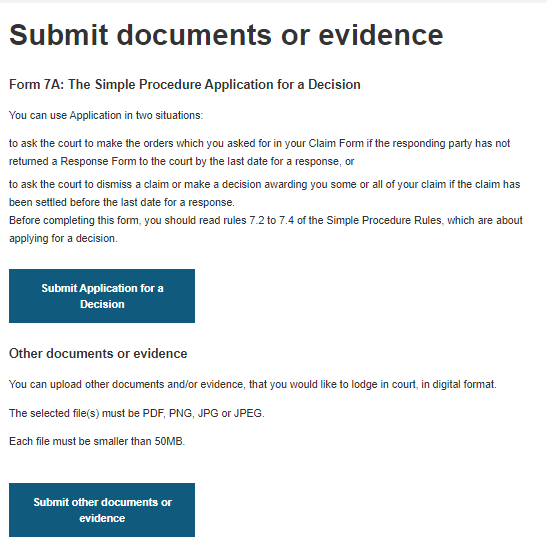 Submit documents or evidence
Form 7A: The Simple Procedure Application for a Decision
You can use Application in two situations:
to ask the court to make the orders which you asked for in your Claim Form if the responding party has not
returned a Response Form to the court by the last date for a response, or
to ask the court to dismiss a claim or make a decision awarding you some or all of your claim if the claim has
been settled before the last date for a response.
Before completing this form, you should read rules 7.2 to 7.4 of the Simple Procedure Rules, which are about
applying for a decision.
Submit Application for a
Decision
Other documents or evidence
You can upload other documents and/or evidence, that you would like to lodge in court, in digital format.
The selected file(s) must be PDF, PNG, JPG or JPEG.
Each file must be smaller than 50MB.
Submit other documents or
evidence